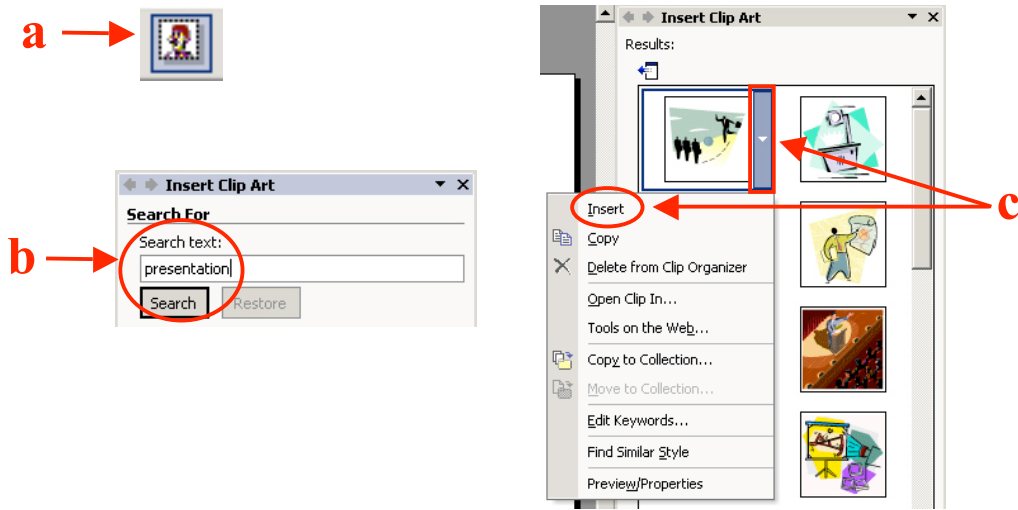 a
Insert Clip Art
Search For
Search text:
presentation
Search Restore
b
Insert Clip Art
Results:
Insert
Copy
Delete from Clip Organizer
Open Clip In...
Tools on the Web...
Copy to Collection...
Move to Collection...
Edit Keywords...
Find Similar Style
Preview/Properties
c